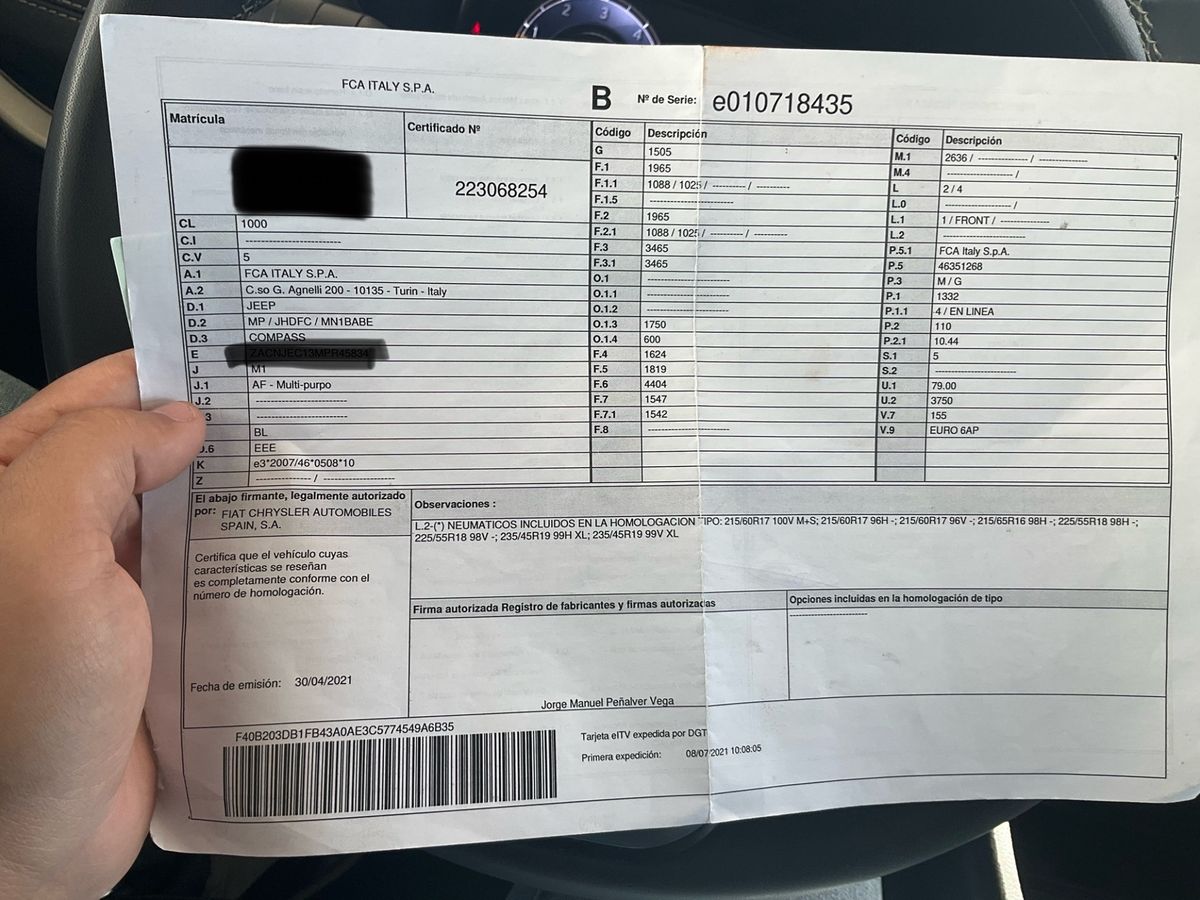 FCA ITALY S.P.A.
B Nº de Serie: e010718435
Matrícula
Certificado Nº
223068254
CL 1000
C.I -------------------------
C.V 5
A.1 FCA ITALY S.P.A.
A.2 C.so G. Agnelli 200 - 10135 - Turin - Italy
D.1 JEEP
D.2 MP / JHDFC / MN1BABE
D.3 COMPASS
E
J M1
J.1 AF - Multi-purpo
J.2 ------------------------
3 ------------------------
BL
.6 EEE
K e3*2007/46*0508*10
Z --------------- / -------------------
Código Descripción
G 1505
F.1 1965
F.1.1 1088 / 1025 / --------- / ---------
F.1.5 -----------------------
F.2 1965
F.2.1 1088 / 1025 / --------- / ---------
F.3 3465
F.3.1 3465
O.1 -----------------------
O.1.1 -----------------------
O.1.2 -----------------------
O.1.3 1750
O.1.4 600
F.4 1624
F.5 1819
F.6 4404
F.7 1547
F.7.1 1542
F.8 -----------------------
Código Descripción
M.1 2636 / -------------- / --------------
M.4 ------------------- /
L 2 / 4
L.0 ------------------- /
L.1 1 / FRONT / --------------
L.2 -----------------------
P.5.1 FCA Italy S.p.A.
P.5 46351268
P.3 M / G
P.1 1332
P.1.1 4 / EN LINEA
P.2 110
P.2.1 10.44
S.1 5
S.2 -----------------------
U.1 79.00
U.2 3750
V.7 155
V.9 EURO 6AP
El abajo firmante, legalmente autorizado
por: FIAT CHRYSLER AUTOMOBILES
SPAIN, S.A.
Certifica que el vehículo cuyas
características se reseñan
es completamente conforme con el
número de homologación.
Fecha de emisión: 30/04/2021
Observaciones :
L.2-(*) NEUMATICOS INCLUIDOS EN LA HOMOLOGACION TIPO: 215/60R17 100V M+S; 215/60R17 96H -; 215/60R17 96V -; 215/65R16 98H -; 225/55R18 98H -;
225/55R18 98V -; 235/45R19 99H XL; 235/45R19 99V XL
Firma autorizada Registro de fabricantes y firmas autorizadas
Opciones incluidas en la homologación de tipo
----------------------
Jorge Manuel Peñalver Vega
F40B203DB1FB43A0AE3C5774549A6B35
Tarjeta eITV expedida por DGT
Primera expedición: 08/07/2021 10:08:05
2 3
1 4